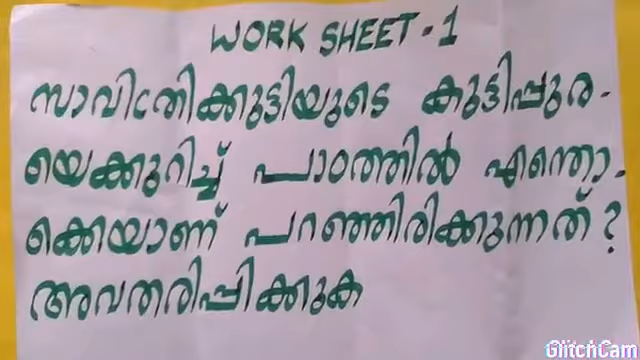 WORK SHEET - 1
സാവിത്രിക്കുട്ടിയുടെ കുട്ടിപ്പുര-
യെക്കുറിച്ച് പാഠത്തിൽ എന്തൊ-
ക്കെയാണ് പറഞ്ഞിരിക്കുന്നത് ?
അവതരിപ്പിക്കുക
GlitchCam